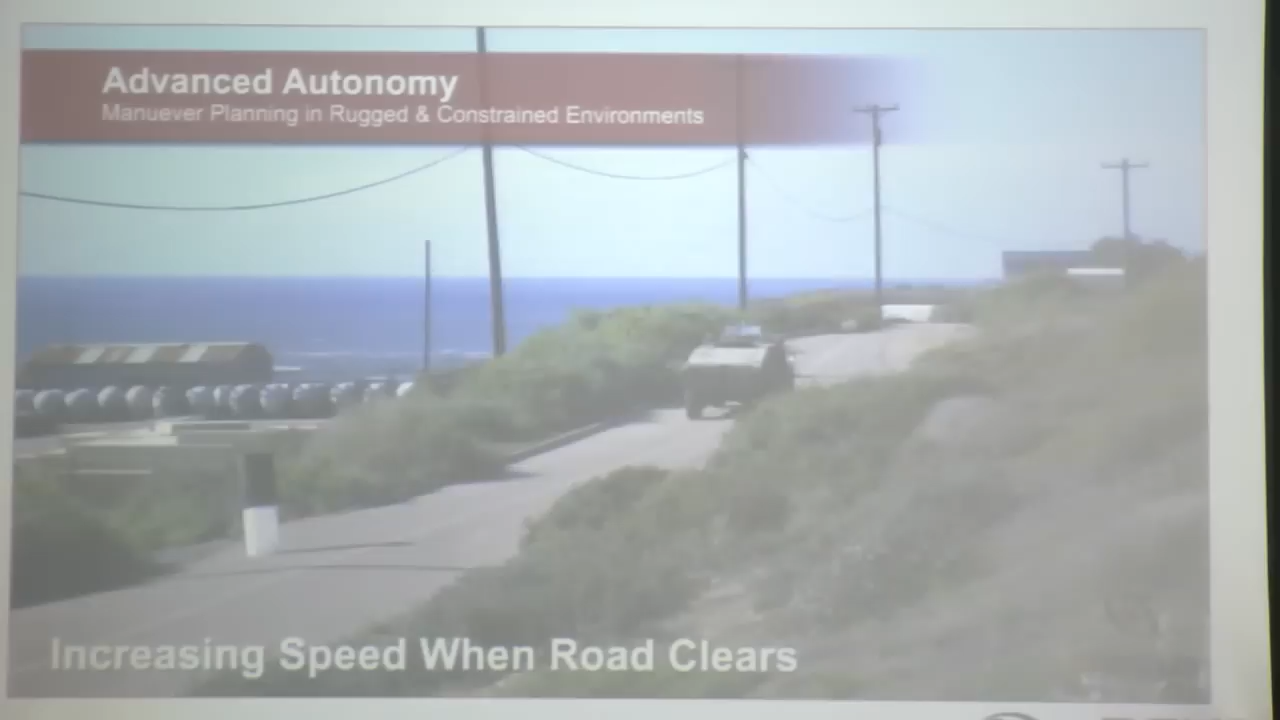 Advanced Autonomy
Manuever Planning in Rugged & Constrained Environments
Increasing Speed When Road Clears